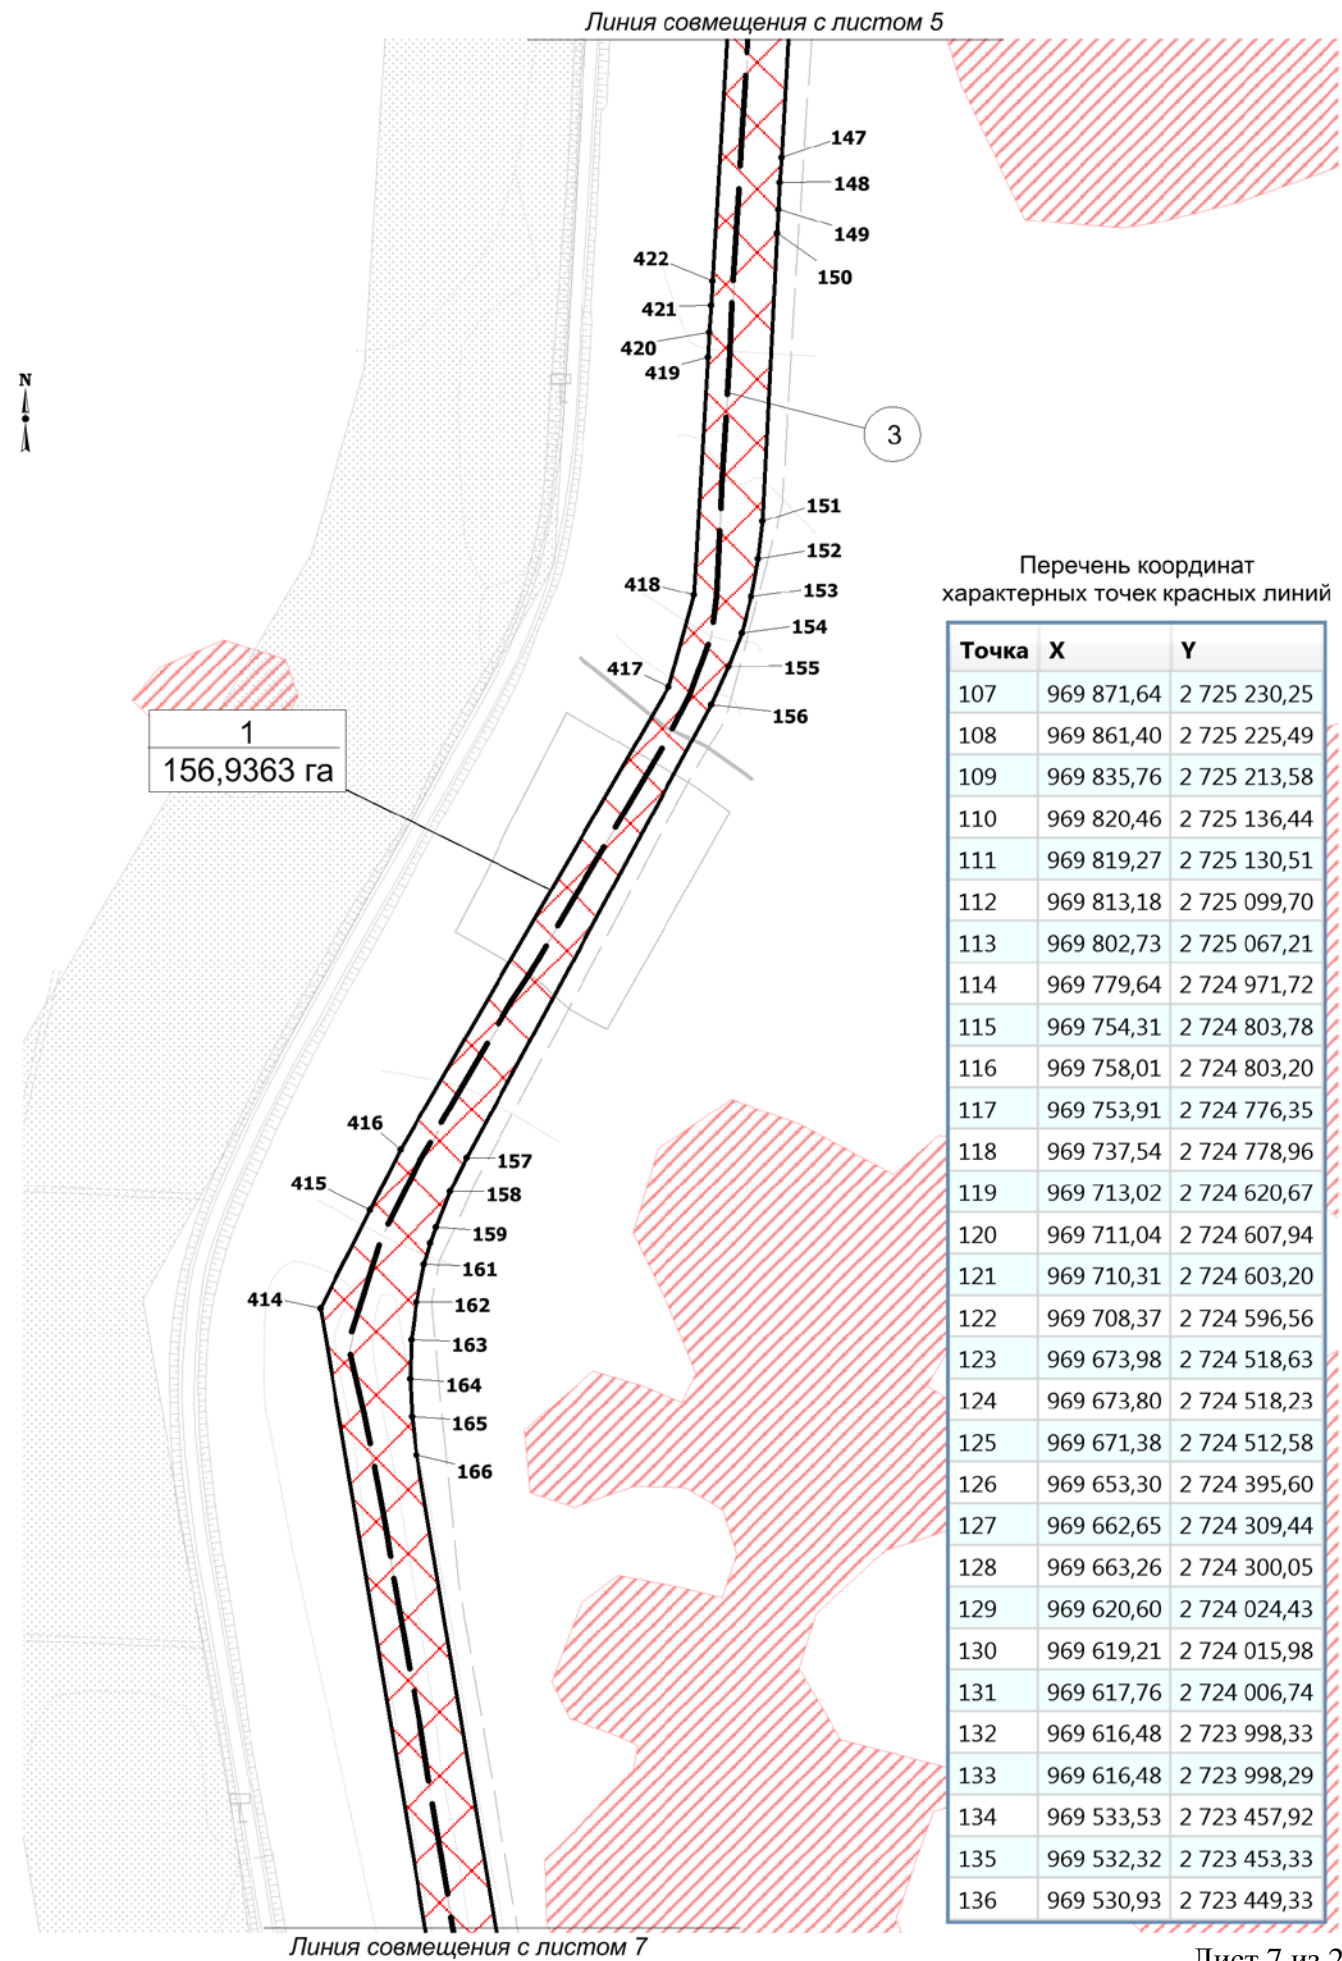 Линия совмещения с листом 5
147
148
149
150
422
421
420
419
N
3
151
152
153
154
155
156
418
417
1
156,9363 га
416
415
414
157
158
159
161
162
163
164
165
166
Перечень координат
характерных точек красных линий
Точка X Y
107 969 871,64 2 725 230,25
108 969 861,40 2 725 225,49
109 969 835,76 2 725 213,58
110 969 820,46 2 725 136,44
111 969 819,27 2 725 130,51
112 969 813,18 2 725 099,70
113 969 802,73 2 725 067,21
114 969 779,64 2 724 971,72
115 969 754,31 2 724 803,78
116 969 758,01 2 724 803,20
117 969 753,91 2 724 776,35
118 969 737,54 2 724 778,96
119 969 713,02 2 724 620,67
120 969 711,04 2 724 607,94
121 969 710,31 2 724 603,20
122 969 708,37 2 724 596,56
123 969 673,98 2 724 518,63
124 969 673,80 2 724 518,23
125 969 671,38 2 724 512,58
126 969 653,30 2 724 395,60
127 969 662,65 2 724 309,44
128 969 663,26 2 724 300,05
129 969 620,60 2 724 024,43
130 969 619,21 2 724 015,98
131 969 617,76 2 724 006,74
132 969 616,48 2 723 998,33
133 969 616,48 2 723 998,29
134 969 533,53 2 723 457,92
135 969 532,32 2 723 453,33
136 969 530,93 2 723 449,33
Линия совмещения с листом 7
Лист 7 из 2